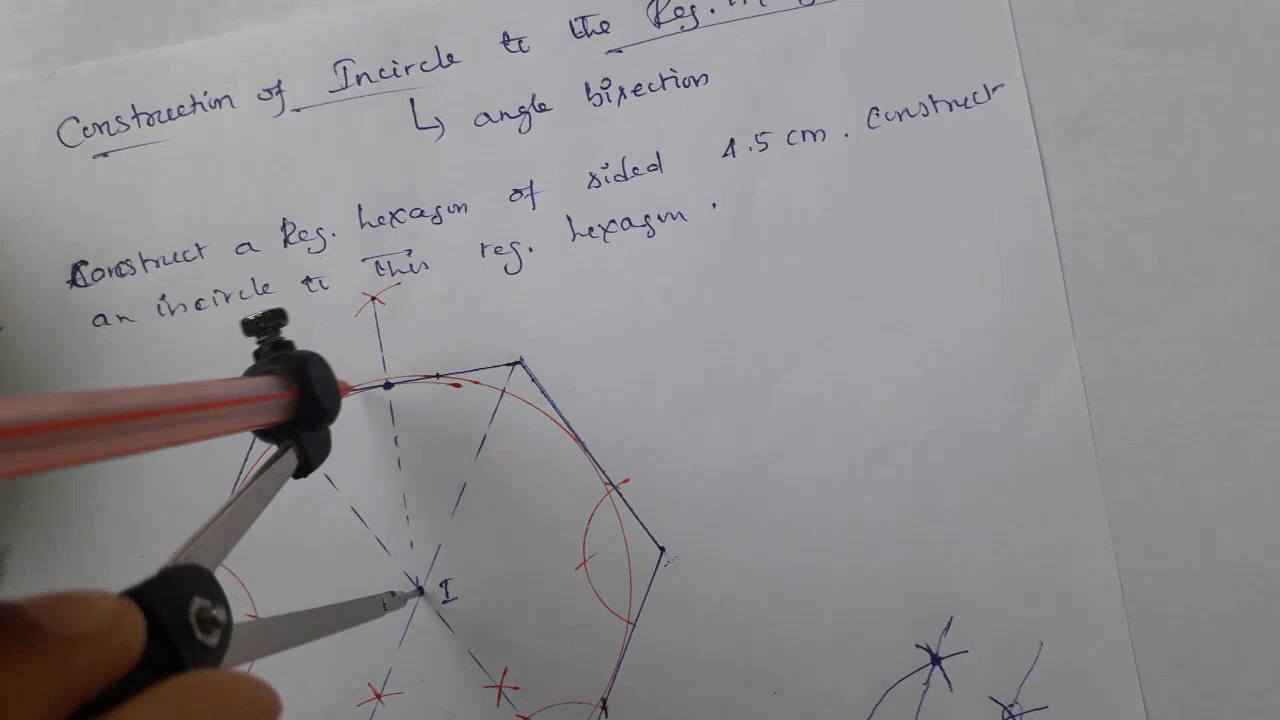 Construction of Incircle to the Reg.
↳ angle bisection
Construct a Reg. hexagon of sided 4.5 cm. Construct
an incircle to This reg. hexagon.
I